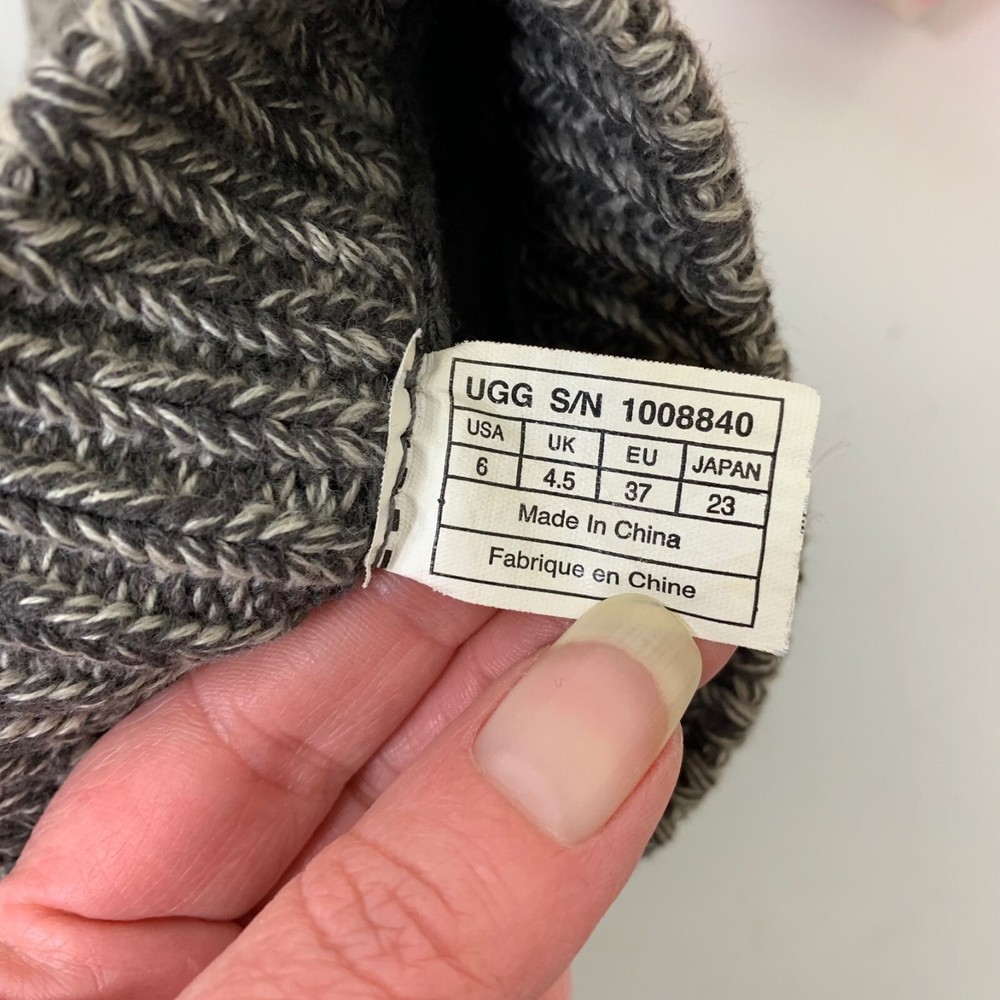 UGG S/N 1008840
USA UK EU JAPAN
6 4.5 37 23
Made In China
Fabrique en Chine